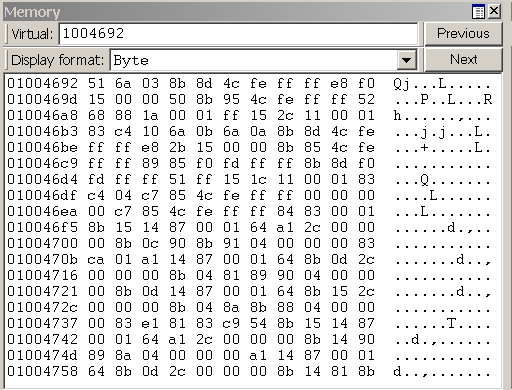 Memory
Virtual: 1004692 Previous
Display format: Byte Next
01004692 51 6a 03 8b 8d 4c fe ff ff e8 f0 Qj...L.....
0100469d 15 00 00 50 8b 95 4c fe ff ff 52 ...P..L...R
010046a8 68 88 1a 00 01 ff 15 2c 11 00 01 h......,...
010046b3 83 c4 10 6a 0b 6a 0a 8b 8d 4c fe ...j.j...L.
010046be ff ff e8 2b 15 00 00 8b 85 4c fe ...+.....L.
010046c9 ff ff 89 85 f0 fd ff ff 8b 8d f0 ...........
010046d4 fd ff ff 51 ff 15 1c 11 00 01 83 ...Q.......
010046df c4 04 c7 85 4c fe ff ff 00 00 00 ....L......
010046ea 00 c7 85 4c fe ff ff 84 83 00 01 ...L.......
010046f5 8b 15 14 87 00 01 64 a1 2c 00 00 ......d.,..
01004700 00 8b 0c 90 8b 91 04 00 00 00 83 ...........
0100470b ca 01 a1 14 87 00 01 64 8b 0d 2c .......d..,
01004716 00 00 00 8b 04 81 89 90 04 00 00 ...........
01004721 00 8b 0d 14 87 00 01 64 8b 15 2c .......d..,
0100472c 00 00 00 8b 04 8a 8b 88 04 00 00 ...........
01004737 00 83 e1 81 83 c9 54 8b 15 14 87 ......T....
01004742 00 01 64 a1 2c 00 00 00 8b 14 90 ..d.,......
0100474d 89 8a 04 00 00 00 a1 14 87 00 01 ...........
01004758 64 8b 0d 2c 00 00 00 8b 14 81 8b d..,.......